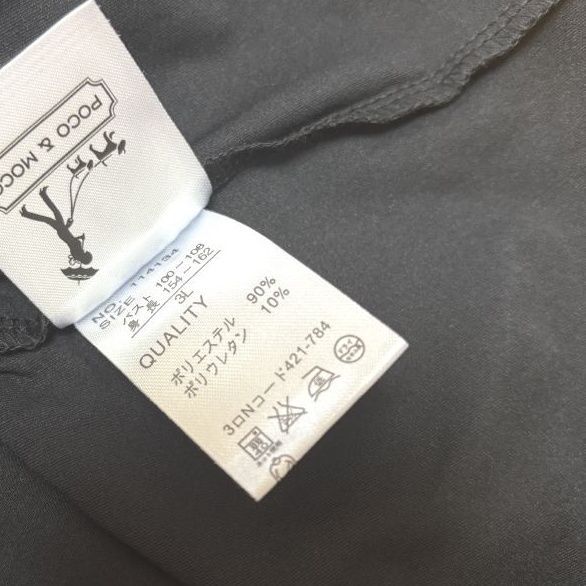 POCO & MOCO
NO. 114134
SIZE
バスト 100-108
身長 154-162
3L
QUALITY
ポリエステル 90%
ポリウレタン 10%
3ロNコード421-784